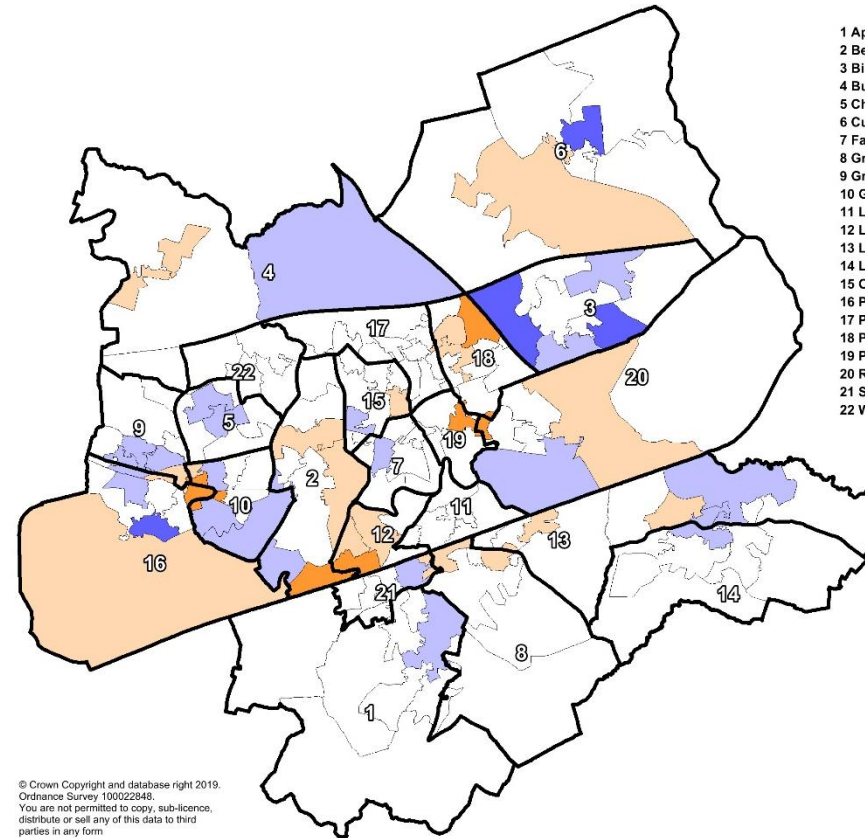 1 Ap
2 Be
3 Bi
4 Bu
5 Ch
6 Cu
7 Fa
8 Gr
9 Gr
10 G
11 L
12 L
13 L
14 L
15 C
16 P
17 P
18 P
19 P
20 R
21 S
22 W
6
4
3
17
18
22
20
15
5
9
19
7
2
10
11
12
13
16
21
14
8
1
© Crown Copyright and database right 2019.
Ordnance Survey 100022848.
You are not permitted to copy, sub-licence,
distribute or sell any of this data to third
parties in any form